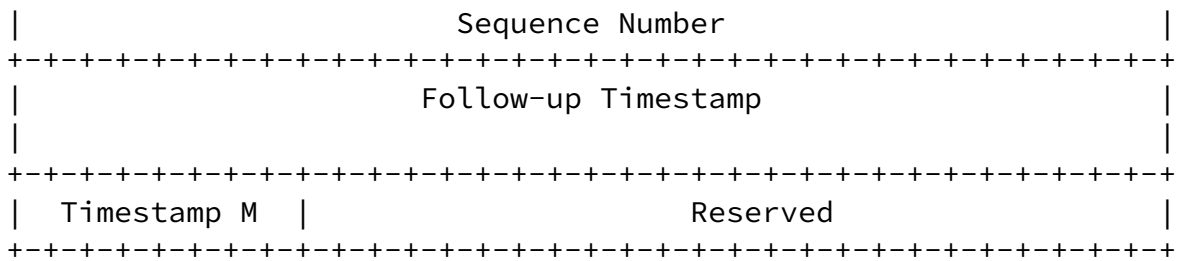 |                        Sequence Number                        |
+-+-+-+-+-+-+-+-+-+-+-+-+-+-+-+-+-+-+-+-+-+-+-+-+-+-+-+-+-+-+-+-+
|                      Follow-up Timestamp                      |
|                                                               |
+-+-+-+-+-+-+-+-+-+-+-+-+-+-+-+-+-+-+-+-+-+-+-+-+-+-+-+-+-+-+-+-+
|  Timestamp M  |                     Reserved                  |
+-+-+-+-+-+-+-+-+-+-+-+-+-+-+-+-+-+-+-+-+-+-+-+-+-+-+-+-+-+-+-+-+